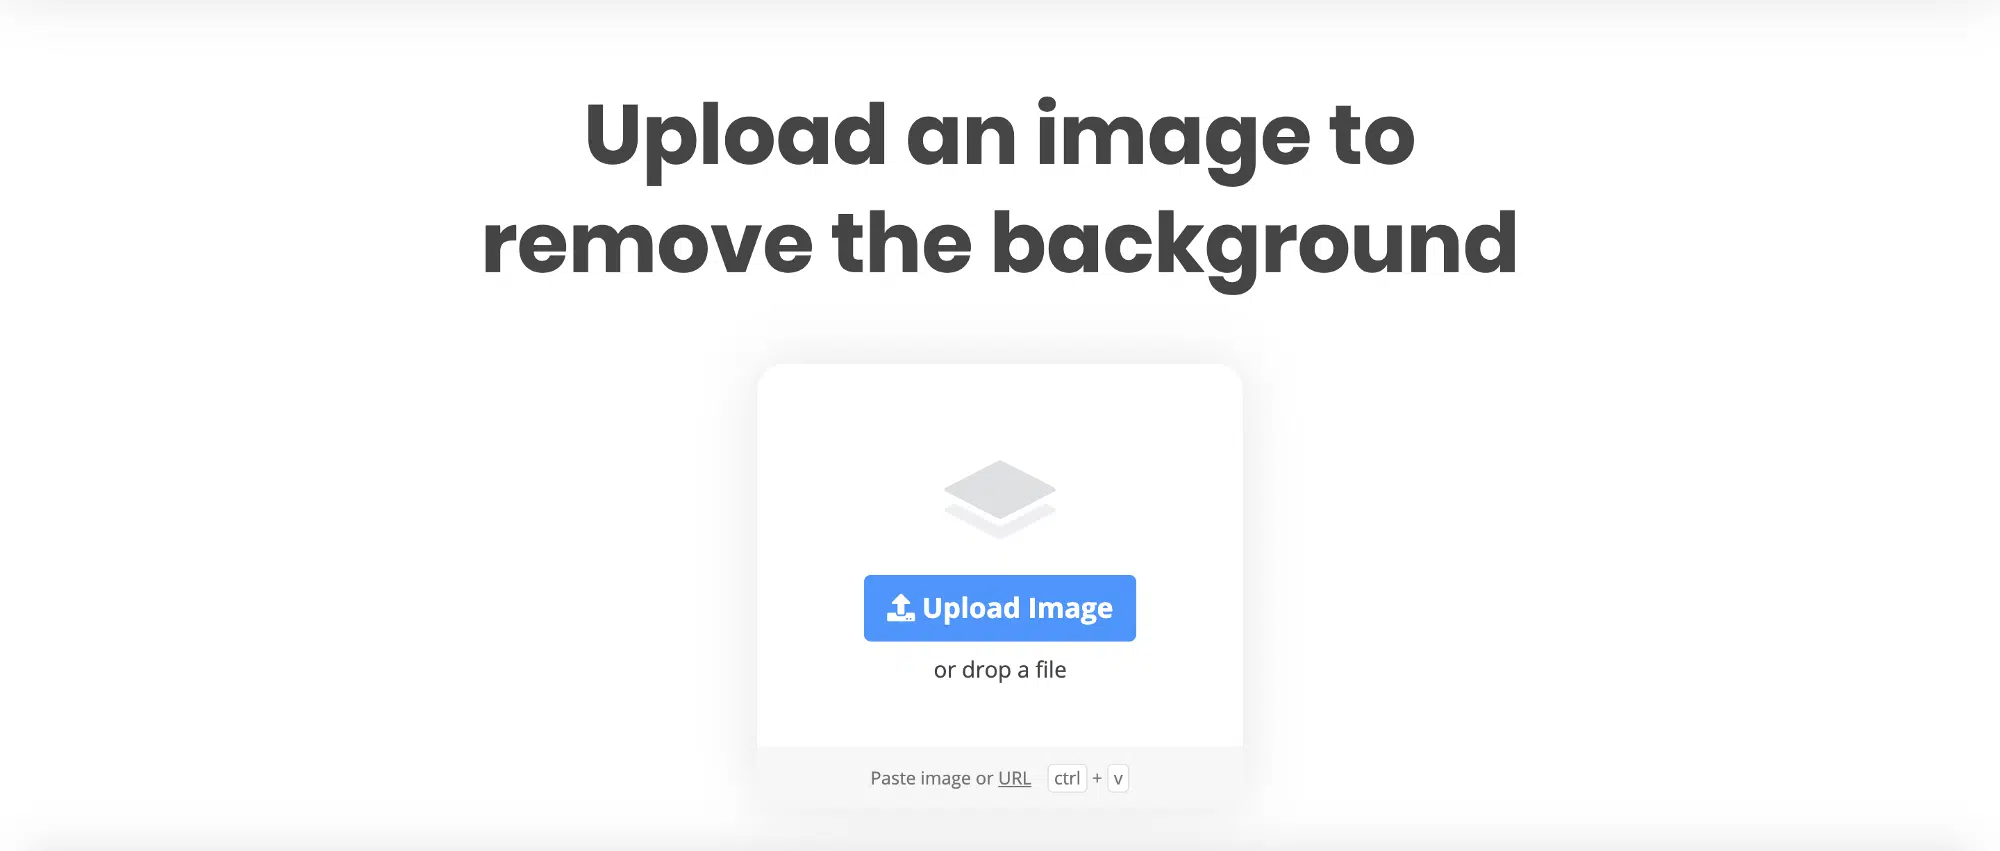 Upload an image to
remove the background
Upload Image
or drop a file
Paste image or URL ctrl + v